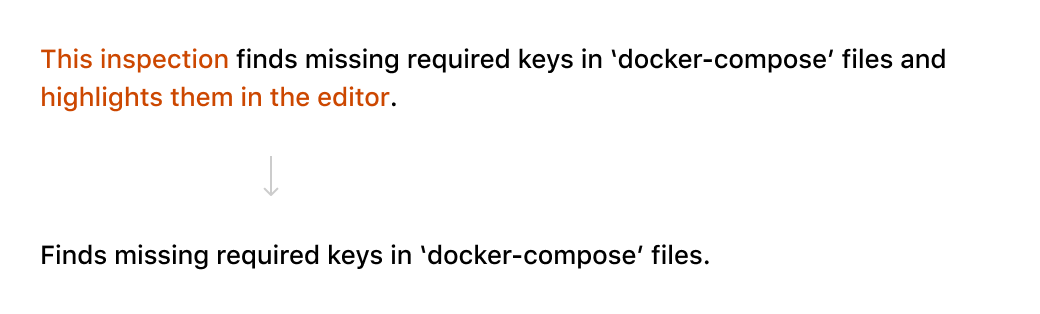 This inspection finds missing required keys in ‘docker-compose’ files and
highlights them in the editor.
Finds missing required keys in ‘docker-compose’ files.